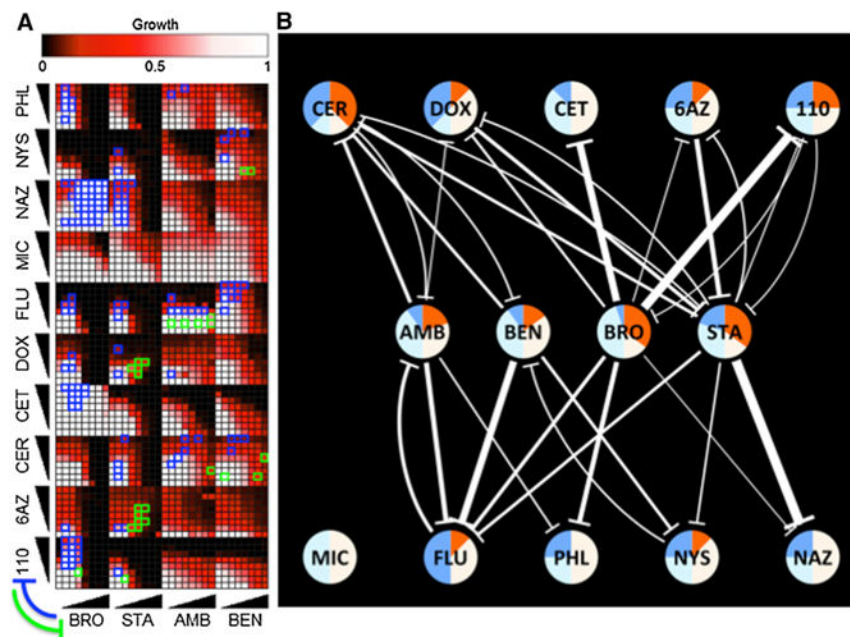 A
Growth
0 0.5 1
PHL
NYS
NAZ
MIC
FLU
DOX
CET
CER
6AZ
110
BRO STA AMB BEN
B
CER DOX CET 6AZ 110
AMB BEN BRO STA
MIC FLU PHL NYS NAZ